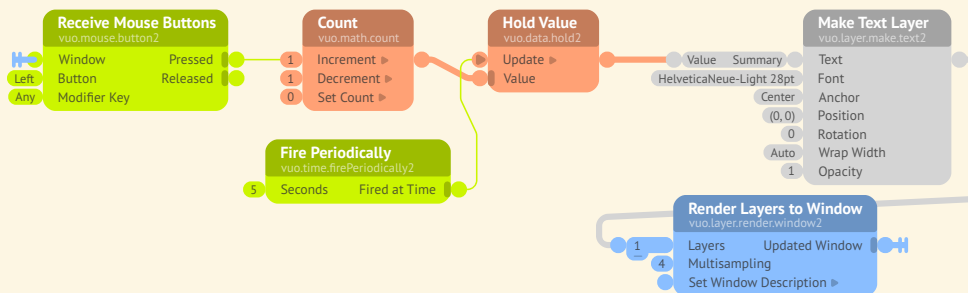 Receive Mouse Buttons
vuo.mouse.button2
Window Pressed
Left Button Released
Any Modifier Key
Count
vuo.math.count
1 Increment
1 Decrement
0 Set Count
Hold Value
vuo.data.hold2
Update
Value
Make Text Layer
vuo.layer.make.text2
Value Summary Text
HelveticaNeue-Light 28pt Font
Center Anchor
(0, 0) Position
0 Rotation
Auto Wrap Width
1 Opacity
Fire Periodically
vuo.time.firePeriodically2
5 Seconds Fired at Time
Render Layers to Window
vuo.layer.render.window2
1 Layers Updated Window
4 Multisampling
Set Window Description